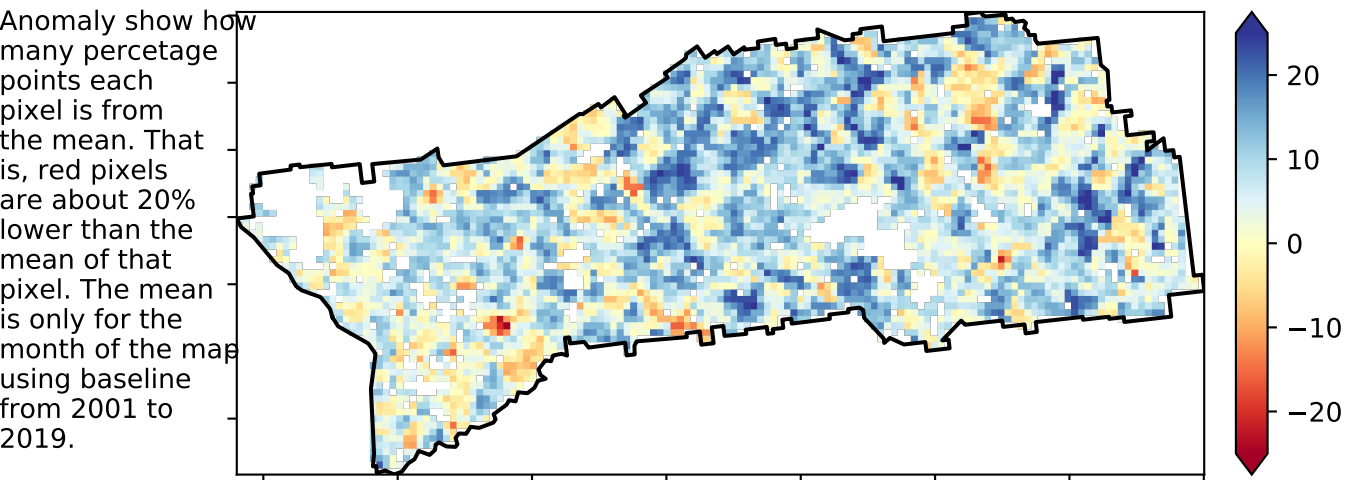 Anomaly show how
many percetage
points each
pixel is from
the mean. That
is, red pixels
are about 20%
lower than the
mean of that
pixel. The mean
is only for the
month of the map
using baseline
from 2001 to
2019.
20
10
0
−10
−20